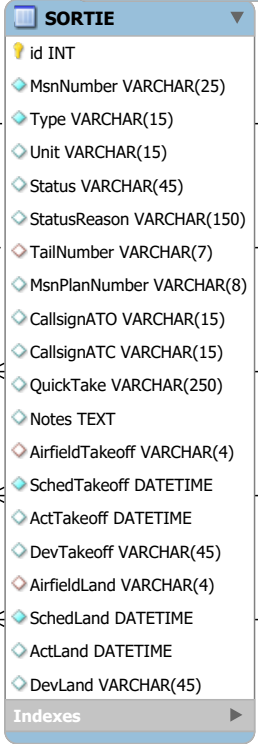 SORTIE
id INT
MsnNumber VARCHAR(25)
Type VARCHAR(15)
Unit VARCHAR(15)
Status VARCHAR(45)
StatusReason VARCHAR(150)
TailNumber VARCHAR(7)
MsnPlanNumber VARCHAR(8)
CallsignATO VARCHAR(15)
CallsignATC VARCHAR(15)
QuickTake VARCHAR(250)
Notes TEXT
AirfieldTakeoff VARCHAR(4)
SchedTakeoff DATETIME
ActTakeoff DATETIME
DevTakeoff VARCHAR(45)
AirfieldLand VARCHAR(4)
SchedLand DATETIME
ActLand DATETIME
DevLand VARCHAR(45)
Indexes